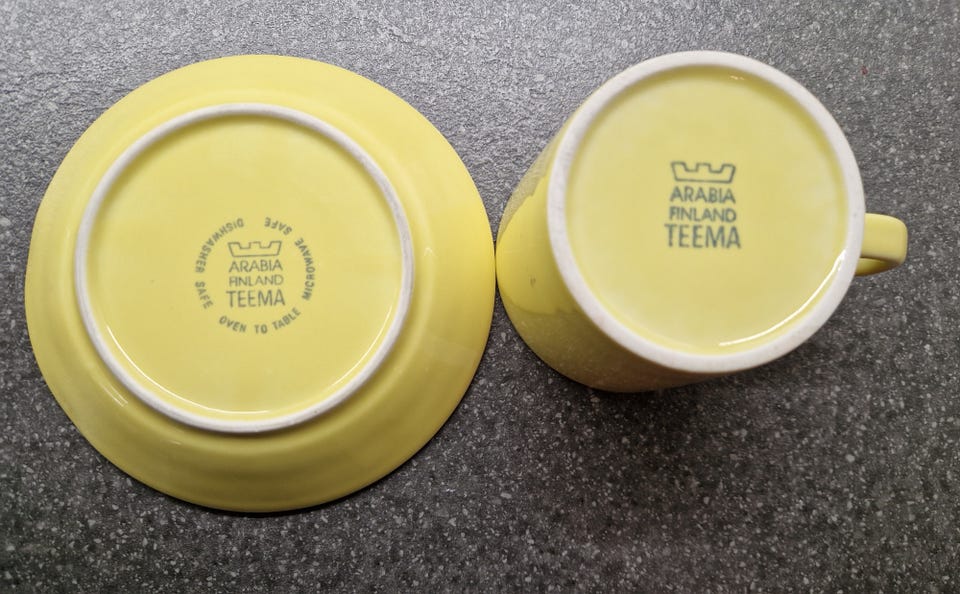 ARABIA
FINLAND
TEEMA
DISHWASHER SAFE OVEN TO TABLE MICROWAVE SAFE
ARABIA
FINLAND
TEEMA